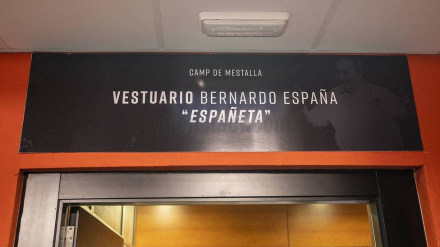 CAMP DE MESTALLA
VESTUARIO BERNARDO ESPAÑA
“ESPAÑETA”